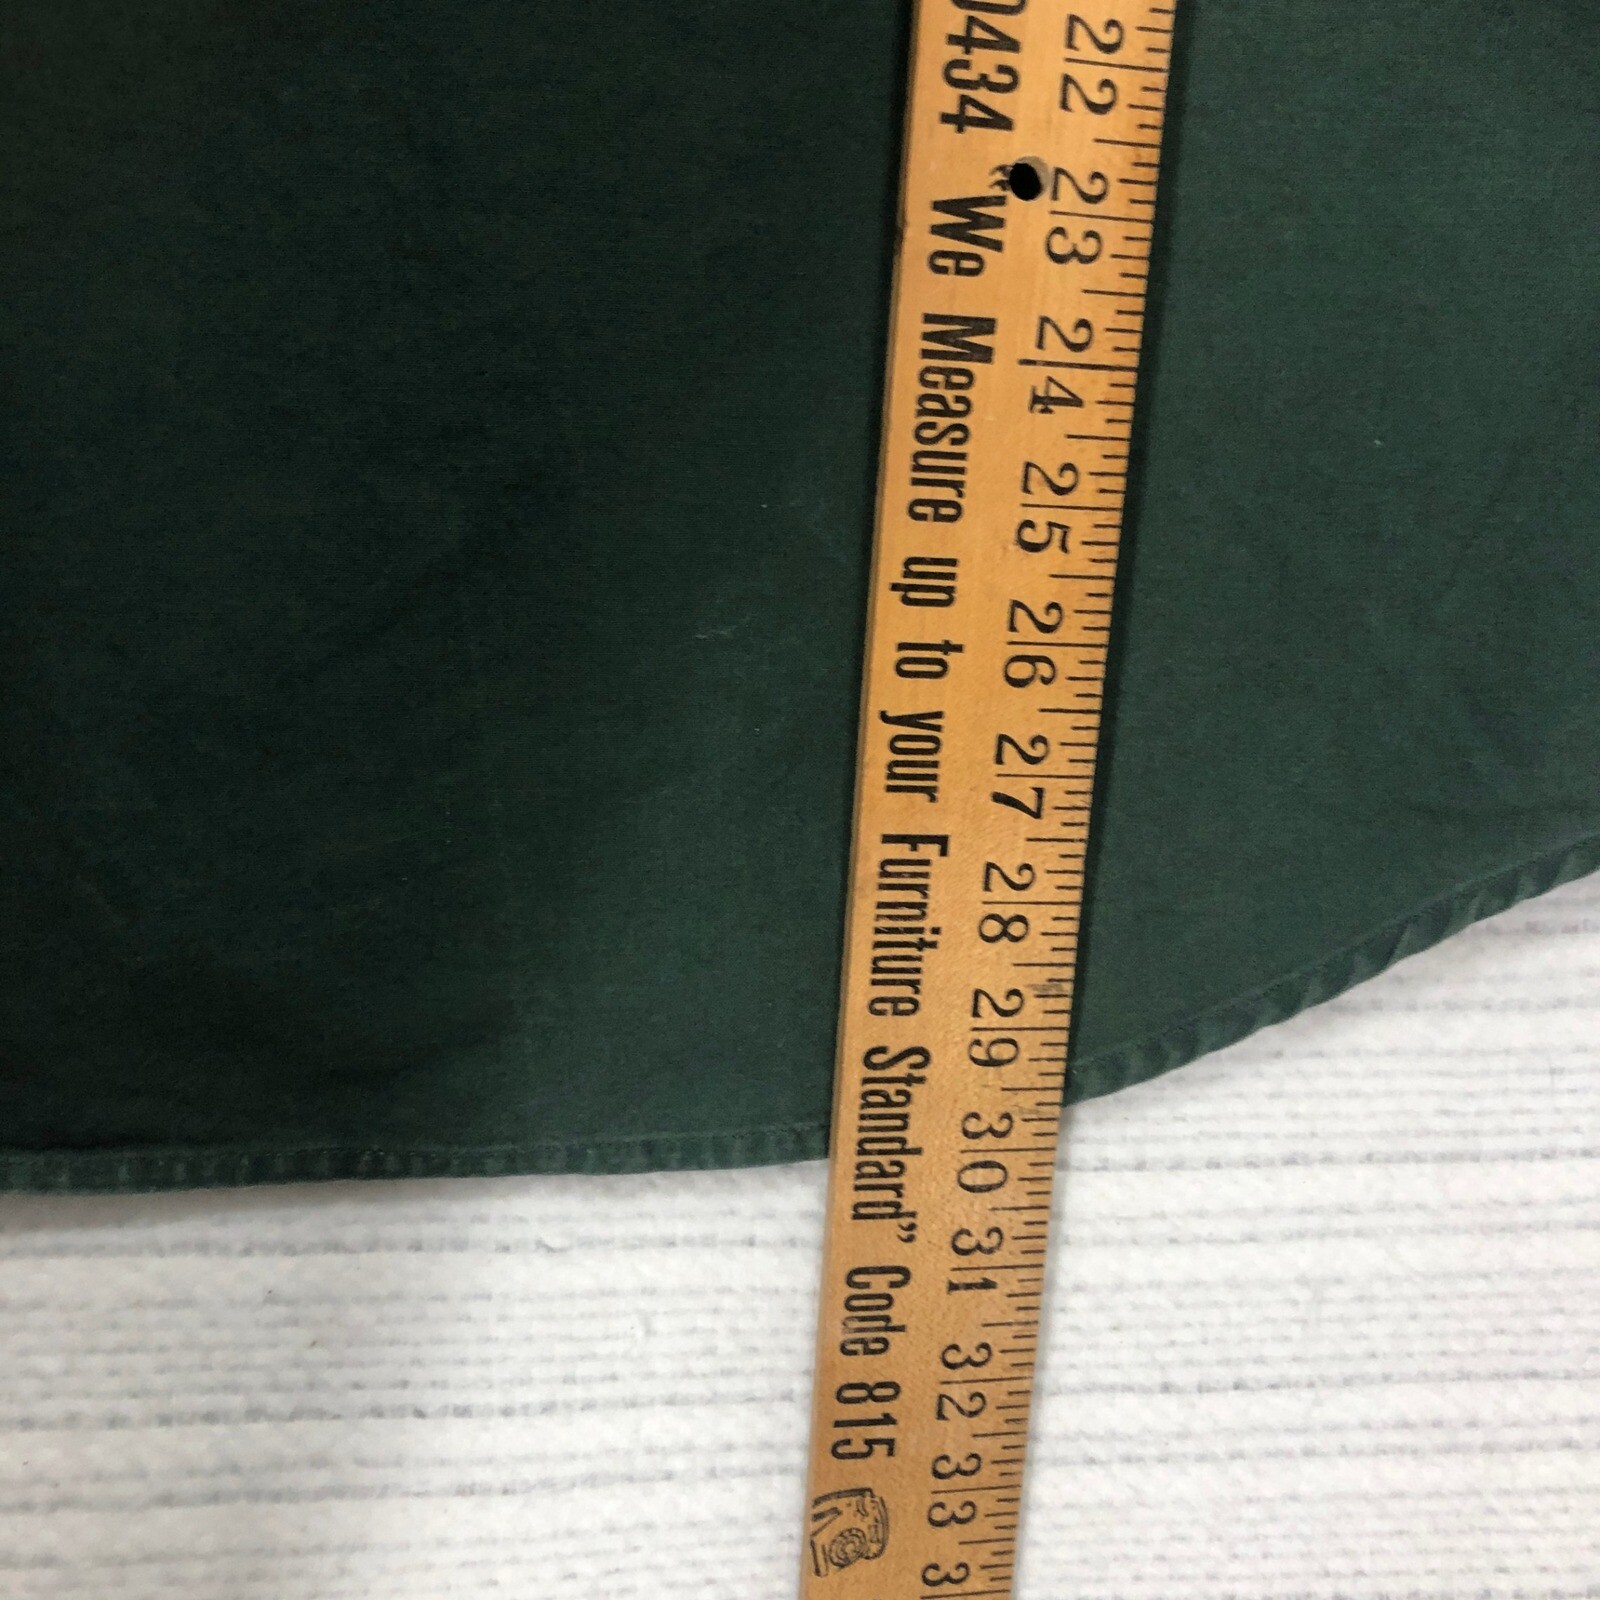 0434 “We Measure up to your Furniture Standard” Code 815
22 23 24 25 26 27 28 29 30 31 32 33 3